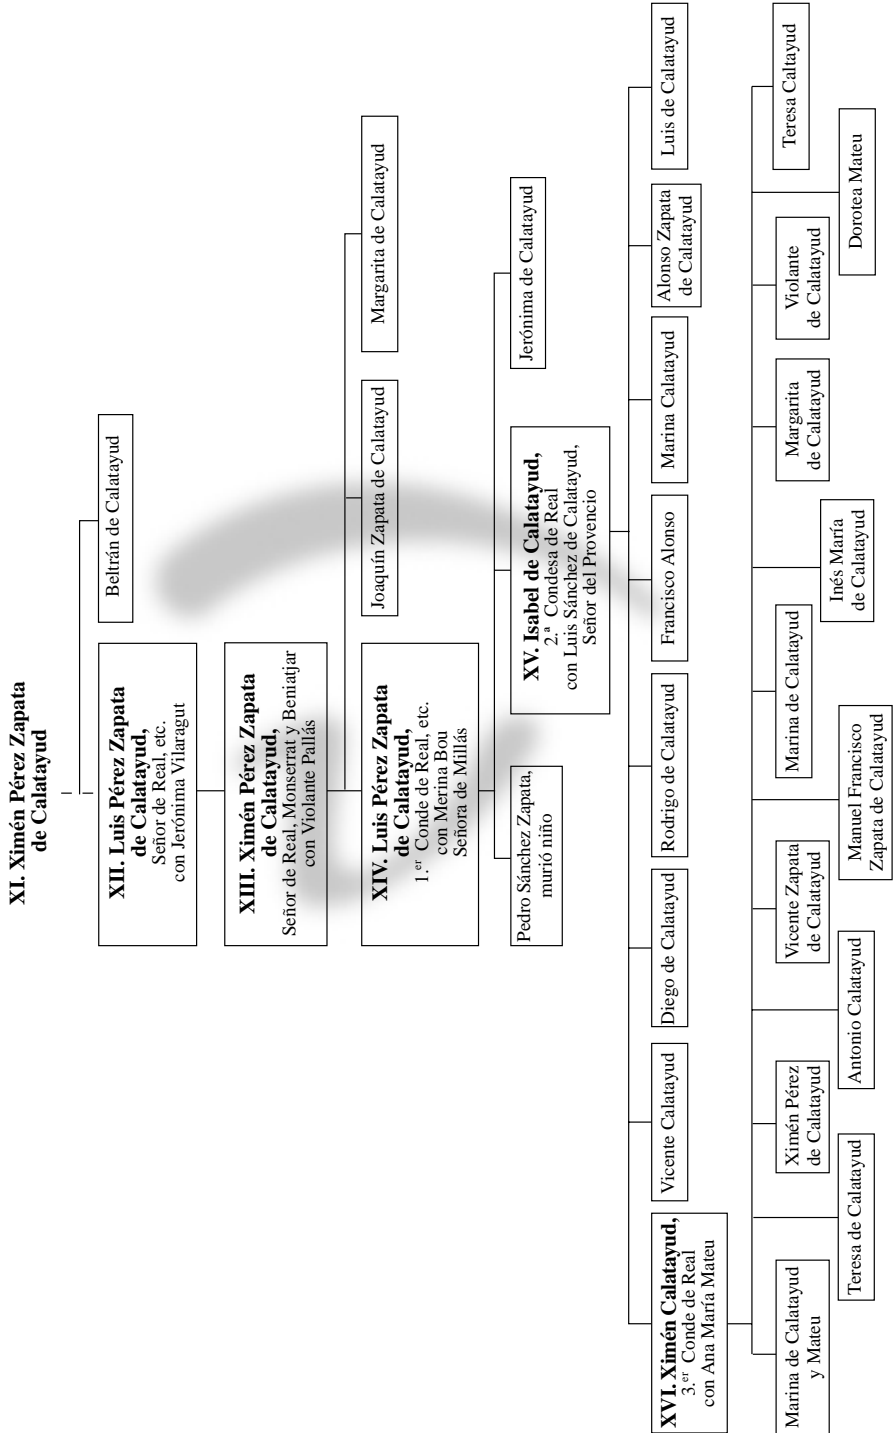 XI. Ximén Pérez Zapata
de Calatayud
XII. Luis Pérez Zapata
de Calatayud,
Señor de Real, etc.
con Jerónima Vilaragut
Beltrán de Calatayud
XIII. Ximén Pérez Zapata
de Calatayud,
Señor de Real, Monserrat y Beniatjar
con Violante Pallás
XIV. Luis Pérez Zapata
de Calatayud,
1.er Conde de Real, etc.
con Merina Bou
Señora de Millás
Joaquín Zapata de Calatayud
Margarita de Calatayud
Pedro Sánchez Zapata,
murió niño
XV. Isabel de Calatayud,
2.ª Condesa de Real
con Luis Sánchez de Calatayud,
Señor del Provencio
Jerónima de Calatayud
XVI. Ximén Calatayud,
3.er Conde de Real
con Ana María Mateu
Vicente Calatayud
Diego de Calatayud
Rodrigo de Calatayud
Francisco Alonso
Marina Calatayud
Alonso Zapata
de Calatayud
Luis de Calatayud
Marina de Calatayud
y Mateu
Ximén Pérez
de Calatayud
Vicente Zapata
de Calatayud
Marina de Calatayud
Margarita
de Calatayud
Violante
de Calatayud
Teresa Caltayud
Teresa de Calatayud
Antonio Calatayud
Manuel Francisco
Zapata de Calatayud
Inés María
de Calatayud
Dorotea Mateu